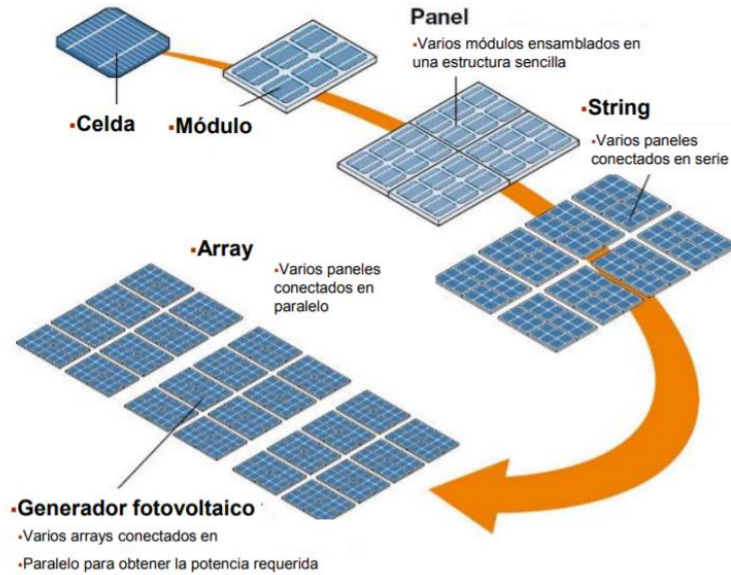 Panel
▪Varios módulos ensamblados en
una estructura sencilla
▪Celda
▪Módulo
▪String
▪Varios paneles
conectados en serie
▪Array
▪Varios paneles
conectados en
paralelo
▪Generador fotovoltaico
▪Varios arrays conectados en
▪Paralelo para obtener la potencia requerida